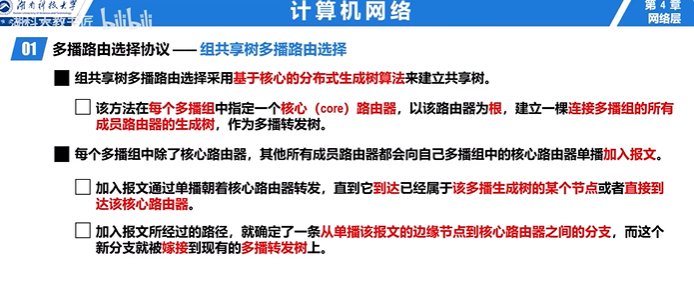 湖南科技大学
湖科大教书匠
bilibili
计算机网络
第 4 章
网络层
01 多播路由选择协议 —— 组共享树多播路由选择
组共享树多播路由选择采用基于核心的分布式生成树算法来建立共享树。
该方法在每个多播组中指定一个核心（core）路由器，以该路由器为根，建立一棵连接多播组的所有
成员路由器的生成树，作为多播转发树。
每个多播组中除了核心路由器，其他所有成员路由器都会向自己多播组中的核心路由器单播加入报文。
加入报文通过单播朝着核心路由器转发，直到它到达已经属于该多播生成树的某个节点或者直接到
达该核心路由器。
加入报文所经过的路径，就确定了一条从单播该报文的边缘节点到核心路由器之间的分支，而这个
新分支就被嫁接到现有的多播转发树上。